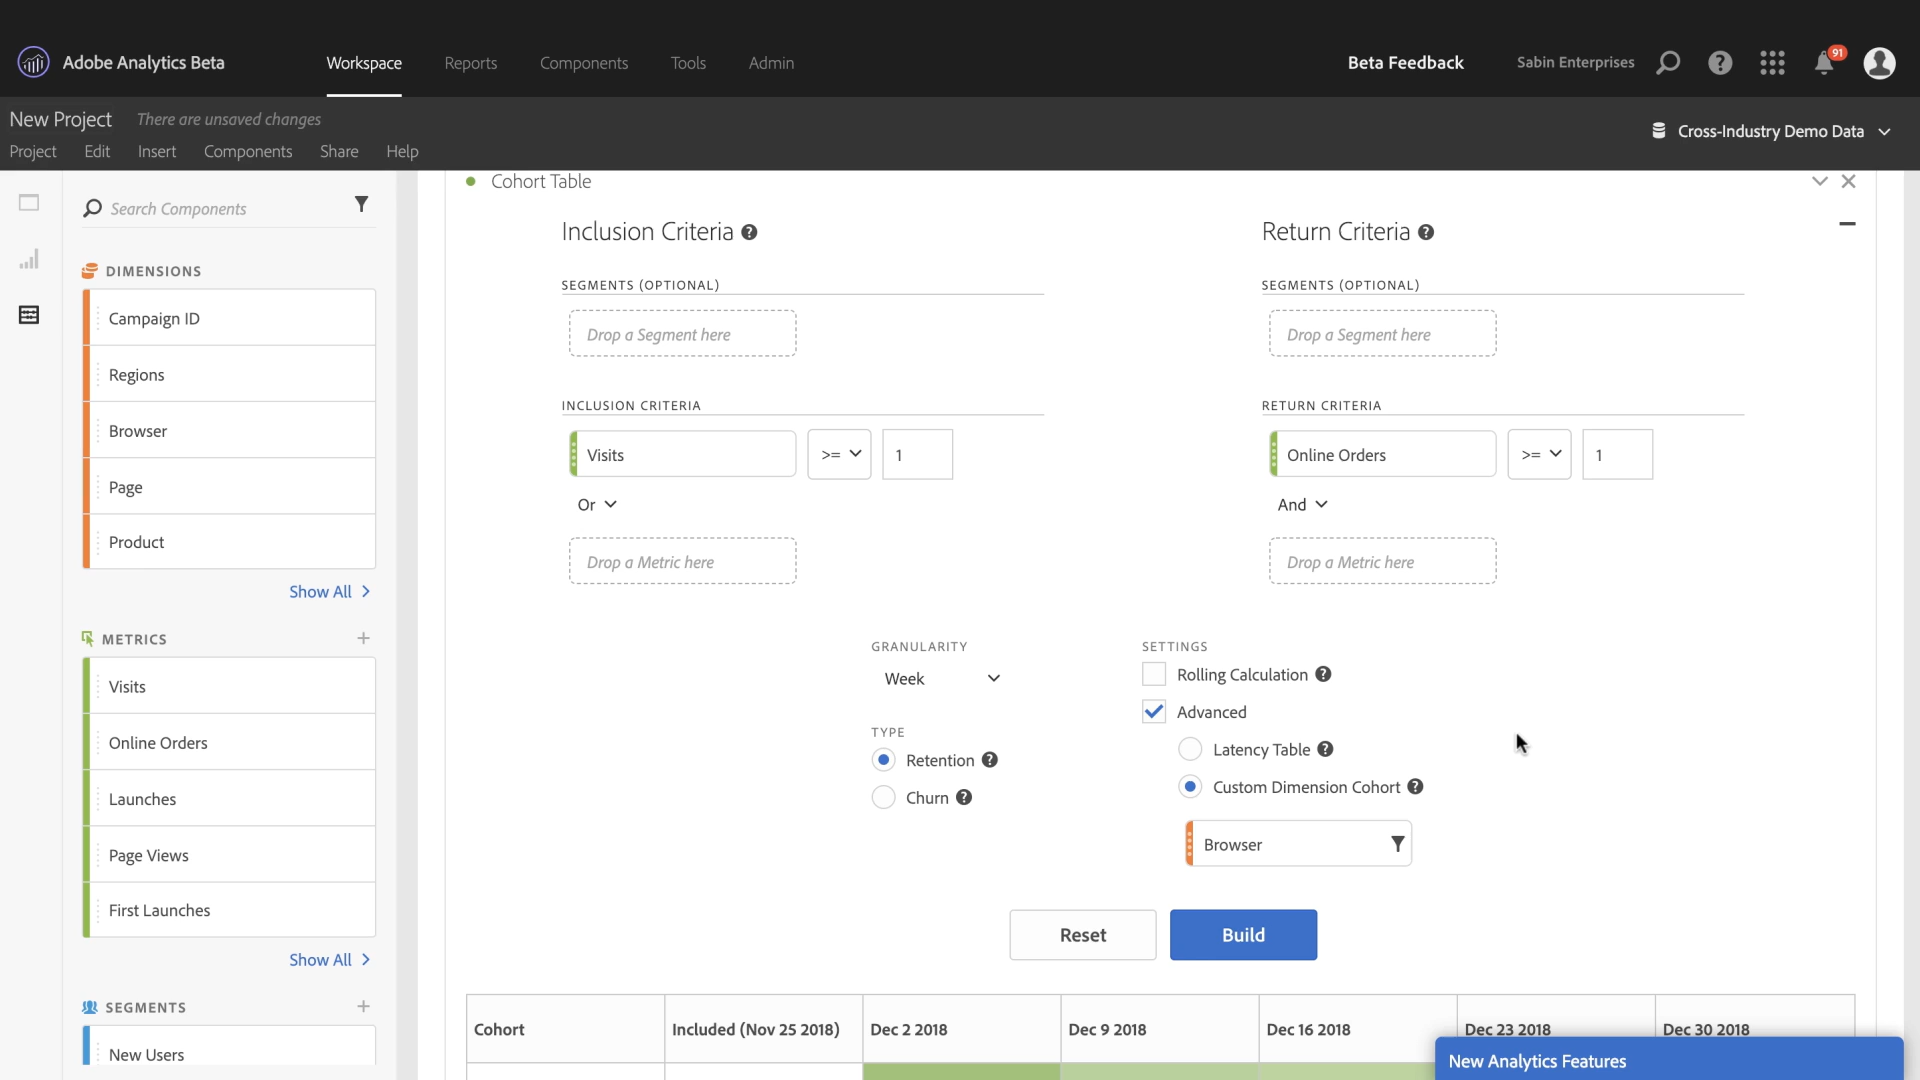 Adobe Analytics Beta
Workspace
Reports
Components
Tools
Admin
Beta Feedback
Sabin Enterprises
?
91
New Project
There are unsaved changes
Project
Edit
Insert
Components
Share
Help
Cross-Industry Demo Data
Search Components
DIMENSIONS
Campaign ID
Regions
Browser
Page
Product
Show All
METRICS
Visits
Online Orders
Launches
Page Views
First Launches
Show All
SEGMENTS
New Users
Cohort Table
Inclusion Criteria ?
SEGMENTS (OPTIONAL)
Drop a Segment here
INCLUSION CRITERIA
Visits
>=
1
Or
Drop a Metric here
Return Criteria ?
SEGMENTS (OPTIONAL)
Drop a Segment here
RETURN CRITERIA
Online Orders
>=
1
And
Drop a Metric here
GRANULARITY
Week
TYPE
Retention ?
Churn ?
SETTINGS
Rolling Calculation ?
Advanced
Latency Table ?
Custom Dimension Cohort ?
Browser
Reset
Build
Cohort
Included (Nov 25 2018)
Dec 2 2018
Dec 9 2018
Dec 16 2018
Dec 23 2018
Dec 30 2018
New Analytics Features